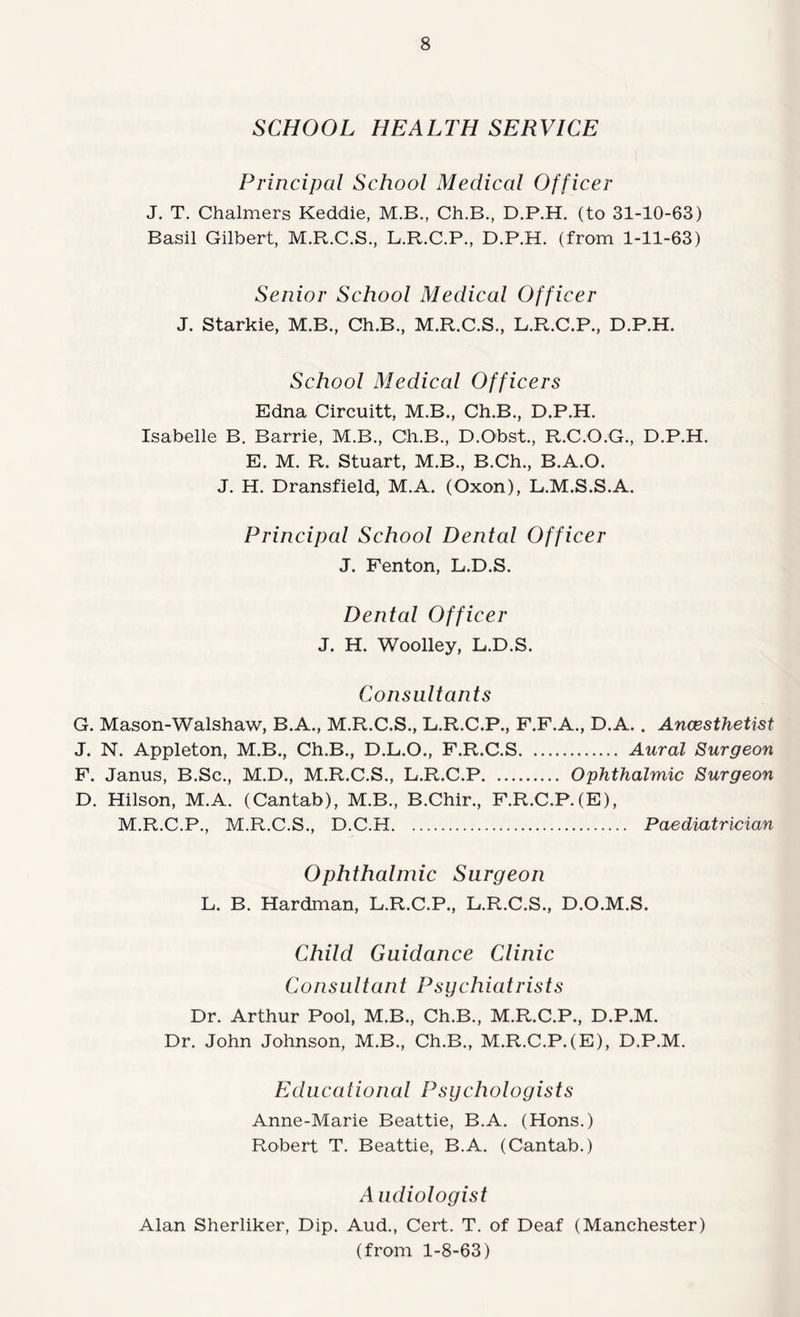 8
SCHOOL HEALTH SERVICE
Principal School Medical Officer
J. T. Chalmers Keddie, M.B., Ch.B., D.P.H. (to 31-10-63)
Basil Gilbert, M.R.C.S., L.R.C.P., D.P.H. (from 1-11-63)
Senior School Medical Officer
J. Starkie, M.B., Ch.B., M.R.C.S., L.R.C.P., D.P.H.
School Medical Officers
Edna Circuitt, M.B., Ch.B., D.P.H.
Isabelle B. Barrie, M.B., Ch.B., D.Obst., R.C.O.G., D.P.H.
E. M. R. Stuart, M.B., B.Ch., B.A.O.
J. H. Dransfield, M.A. (Oxon), L.M.S.S.A.
Principal School Dental Officer
J. Fenton, L.D.S.
Dental Officer
J. H. Woolley, L.D.S.
Consultants
G. Mason-Walshaw, B.A., M.R.C.S., L.R.C.P., F.F.A., D.A. . Anœsthetist
J. N. Appleton, M.B., Ch.B., D.L.O., F.R.C.S. ............ Aural Surgeon
F. Janus, B.Sc., M.D., M.R.C.S., L.R.C.P. .......... Ophthalmic Surgeon
D. Hilson, M.A. (Cantab), M.B., B.Chir., F.R.C.P.(E),
M.R.C.P., M.R.C.S., D.C.H. ............................. Paediatrician
Ophthalmic Surgeon
L. B. Hardman, L.R.C.P., L.R.C.S., D.O.M.S.
Child Guidance Clinic
Consultant Psychiatrists
Dr. Arthur Pool, M.B., Ch.B., M.R.C.P., D.P.M.
Dr. John Johnson, M.B., Ch.B., M.R.C.P.(E), D.P.M.
Educational Psychologists
Anne-Marie Beattie, B.A. (Hons.)
Robert T. Beattie, B.A. (Cantab.)
Audiologist
Alan Sherliker, Dip. Aud., Cert. T. of Deaf (Manchester)
(from 1-8-63)